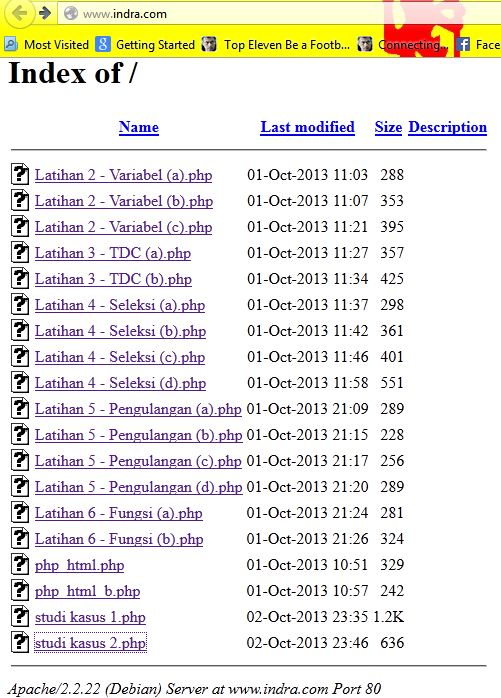 www.indra.com
Most Visited Getting Started Top Eleven Be a Footb... Connecting... Face
Index of /
Name Last modified Size Description
Latihan 2 - Variabel (a).php 01-Oct-2013 11:03 288
Latihan 2 - Variabel (b).php 01-Oct-2013 11:07 353
Latihan 2 - Variabel (c).php 01-Oct-2013 11:21 395
Latihan 3 - TDC (a).php 01-Oct-2013 11:27 357
Latihan 3 - TDC (b).php 01-Oct-2013 11:34 425
Latihan 4 - Seleksi (a).php 01-Oct-2013 11:37 298
Latihan 4 - Seleksi (b).php 01-Oct-2013 11:42 361
Latihan 4 - Seleksi (c).php 01-Oct-2013 11:46 401
Latihan 4 - Seleksi (d).php 01-Oct-2013 11:58 551
Latihan 5 - Pengulangan (a).php 01-Oct-2013 21:09 289
Latihan 5 - Pengulangan (b).php 01-Oct-2013 21:15 228
Latihan 5 - Pengulangan (c).php 01-Oct-2013 21:17 256
Latihan 5 - Pengulangan (d).php 01-Oct-2013 21:20 289
Latihan 6 - Fungsi (a).php 01-Oct-2013 21:24 281
Latihan 6 - Fungsi (b).php 01-Oct-2013 21:26 324
php_html.php 01-Oct-2013 10:51 329
php_html_b.php 01-Oct-2013 10:57 242
studi kasus 1.php 02-Oct-2013 23:35 1.2K
studi kasus 2.php 02-Oct-2013 23:46 636
Apache/2.2.22 (Debian) Server at www.indra.com Port 80